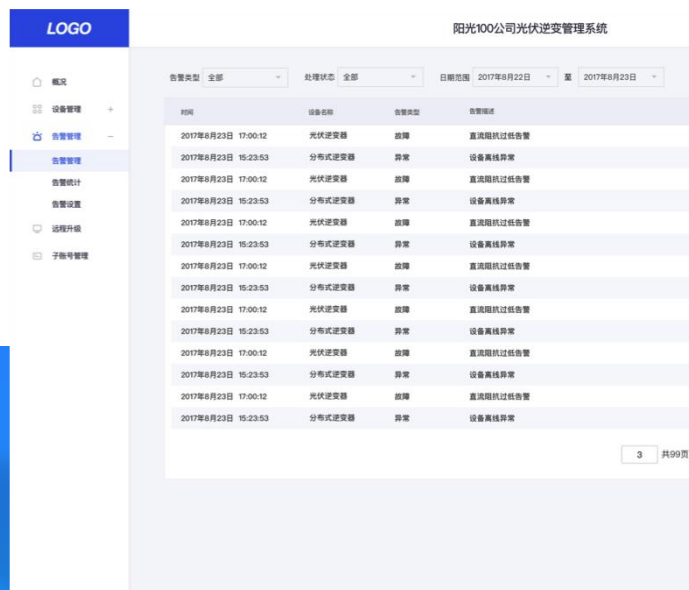 LOGO
阳光100公司光伏逆变管理系统
概况
设备管理 +
告警管理 −
告警管理
告警统计
告警设置
远程升级
子账号管理
告警类型 全部 处理状态 全部 日期范围 2017年8月22日 至 2017年8月23日
时间 设备名称 告警类型 告警描述
2017年8月23日 17:00:12 光伏逆变器 故障 直流阻抗过低告警
2017年8月23日 15:23:53 分布式逆变器 异常 设备离线异常
2017年8月23日 17:00:12 光伏逆变器 故障 直流阻抗过低告警
2017年8月23日 15:23:53 分布式逆变器 异常 设备离线异常
2017年8月23日 17:00:12 光伏逆变器 故障 直流阻抗过低告警
2017年8月23日 15:23:53 分布式逆变器 异常 设备离线异常
2017年8月23日 17:00:12 光伏逆变器 故障 直流阻抗过低告警
2017年8月23日 15:23:53 分布式逆变器 异常 设备离线异常
2017年8月23日 17:00:12 光伏逆变器 故障 直流阻抗过低告警
2017年8月23日 15:23:53 分布式逆变器 异常 设备离线异常
2017年8月23日 17:00:12 光伏逆变器 故障 直流阻抗过低告警
2017年8月23日 15:23:53 分布式逆变器 异常 设备离线异常
2017年8月23日 17:00:12 光伏逆变器 故障 直流阻抗过低告警
2017年8月23日 15:23:53 分布式逆变器 异常 设备离线异常
3 共99页